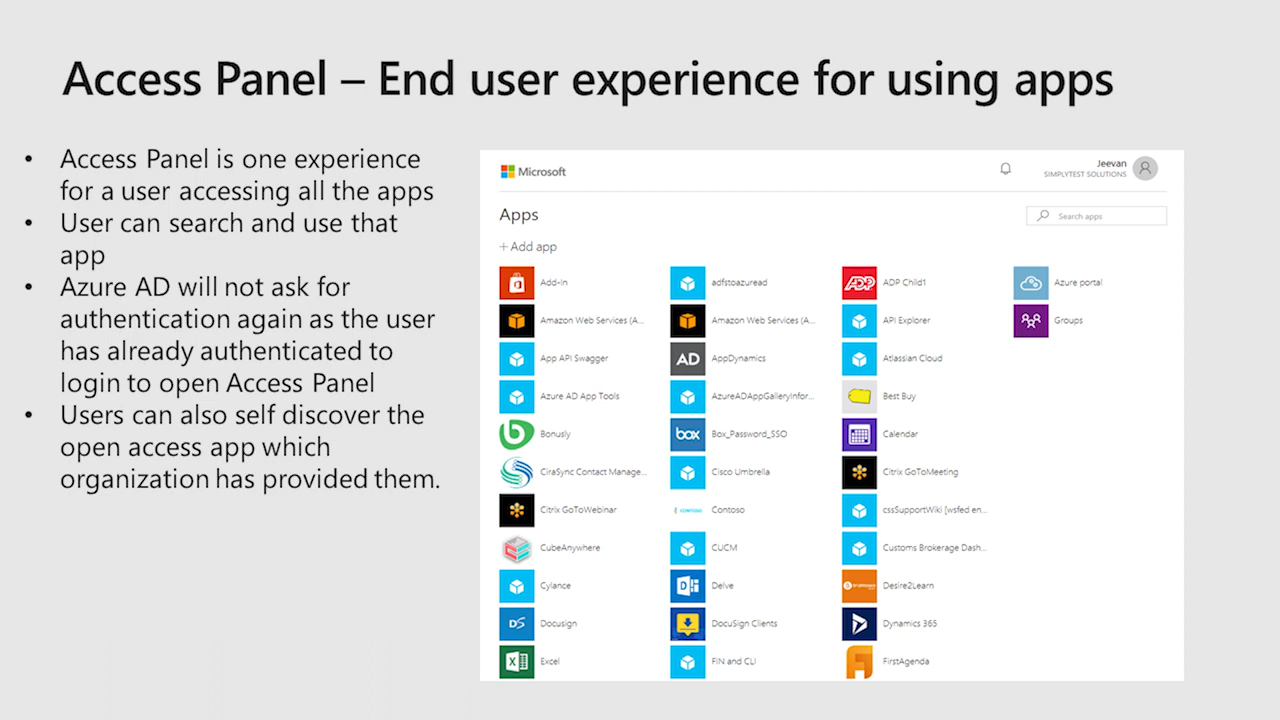 Access Panel – End user experience for using apps
• Access Panel is one experience
for a user accessing all the apps
• User can search and use that
app
• Azure AD will not ask for
authentication again as the user
has already authenticated to
login to open Access Panel
• Users can also self discover the
open access app which
organization has provided them.
Microsoft
Jeevan
SIMPLYTEST SOLUTIONS
Apps
Search apps
+ Add app
Add-In
adfstoazuread
ADP ADP Child1
Azure portal
Amazon Web Services (A...
Amazon Web Services (A...
API Explorer
Groups
App API Swagger
AD AppDynamics
Atlassian Cloud
Azure AD App Tools
AzureADAppGalleryInfor...
Best Buy
Bonusly
box Box_Password_SSO
Calendar
CiraSync Contact Manage...
Cisco Umbrella
Citrix GoToMeeting
Citrix GoToWebinar
CONTOSO Contoso
cssSupportWiki [wsfed en...
CubeAnywhere
CUCM
Customs Brokerage Dash...
Cylance
Delve
Desire2Learn
DS Docusign
DocuSign Clients
Dynamics 365
Excel
FIN and CLI
FirstAgenda